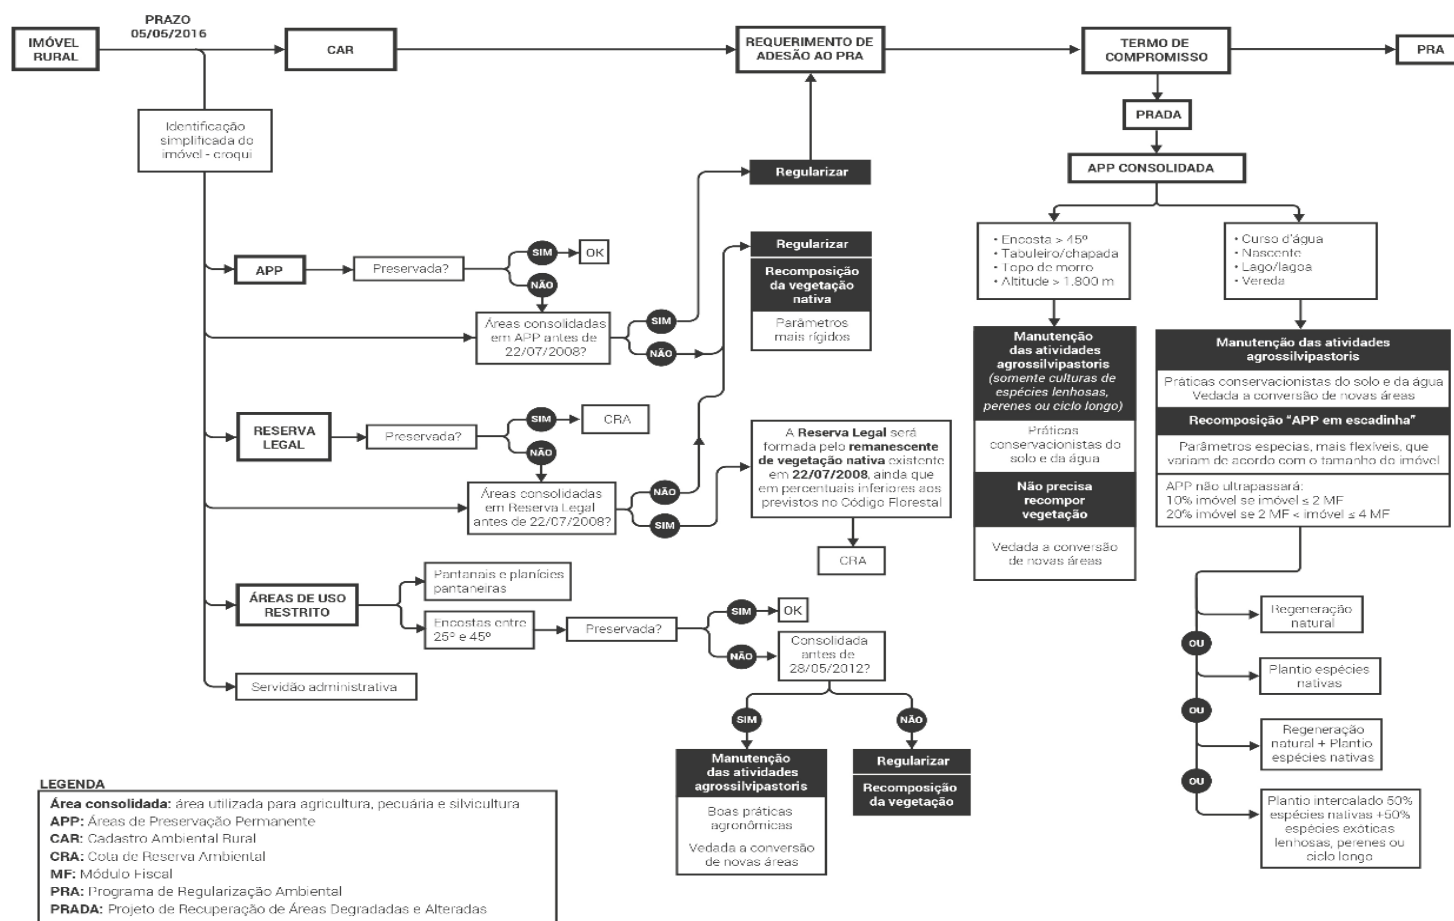 PRAZO
05/05/2016
IMÓVEL
RURAL
CAR
REQUERIMENTO DE
ADESÃO AO PRA
TERMO DE
COMPROMISSO
PRA
Identificação
simplificada do
imóvel - croqui
PRADA
APP CONSOLIDADA
Regularizar
Regularizar
Recomposição
da vegetação
nativa
Parâmetros
mais rígidos
APP
Preservada?
SIM
OK
NÃO
Áreas consolidadas
em APP antes de
22/07/2008?
SIM
NÃO
RESERVA
LEGAL
Preservada?
SIM
CRA
NÃO
Áreas consolidadas
em Reserva Legal
antes de 22/07/2008?
NÃO
SIM
A Reserva Legal será
formada pelo remanescente
de vegetação nativa existente
em 22/07/2008, ainda que
em percentuais inferiores aos
previstos no Código Florestal
CRA
ÁREAS DE USO
RESTRITO
Pantanais e planícies
pantaneiras
Encostas entre
25º e 45º
Preservada?
SIM
OK
NÃO
Consolidada
antes de
28/05/2012?
SIM
NÃO
Manutenção
das atividades
agrossilvipastoris
Boas práticas
agronômicas
Vedada a conversão
de novas áreas
Regularizar
Recomposição
da vegetação
Servidão administrativa
• Encosta > 45º
• Tabuleiro/chapada
• Topo de morro
• Altitude > 1.800 m
Manutenção
das atividades
agrossilvipastoris
(somente culturas de
espécies lenhosas,
perenes ou ciclo longo)
Práticas
conservacionistas do
solo e da água
Não precisa
recompor
vegetação
Vedada a conversão
de novas áreas
• Curso d'água
• Nascente
• Lago/lagoa
• Vereda
Manutenção das atividades
agrossilvipastoris
Práticas conservacionistas do solo e da água
Vedada a conversão de novas áreas
Recomposição "APP em escadinha"
Parâmetros especias, mais flexíveis, que
variam de acordo com o tamanho do imóvel
APP não ultrapassará:
10% imóvel se imóvel ≤ 2 MF
20% imóvel se 2 MF < imóvel ≤ 4 MF
Regeneração
natural
OU
Plantio espécies
nativas
OU
Regeneração
natural + Plantio
espécies nativas
OU
Plantio intercalado 50%
espécies nativas +50%
espécies exóticas
lenhosas, perenes ou
ciclo longo
LEGENDA
Área consolidada: área utilizada para agricultura, pecuária e silvicultura
APP: Áreas de Preservação Permanente
CAR: Cadastro Ambiental Rural
CRA: Cota de Reserva Ambiental
MF: Módulo Fiscal
PRA: Programa de Regularização Ambiental
PRADA: Projeto de Recuperação de Áreas Degradadas e Alteradas